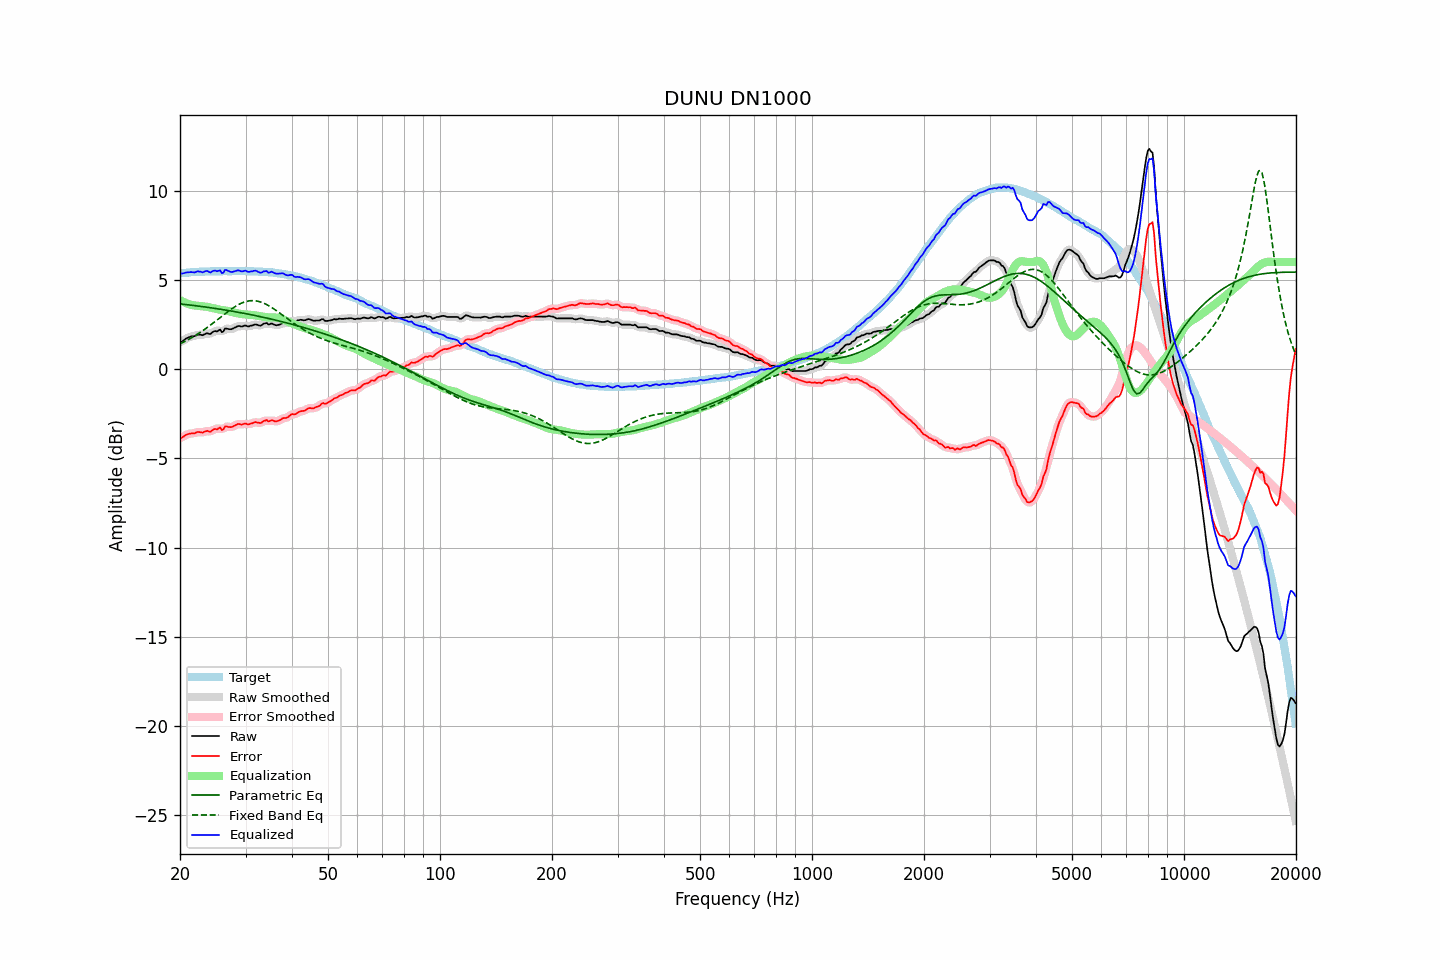 DUNU DN1000
Amplitude (dBr)
10
5
0
−5
−10
−15
−20
−25
Target
Raw Smoothed
Error Smoothed
Raw
Error
Equalization
Parametric Eq
Fixed Band Eq
Equalized
20 50 100 200 500 1000 2000 5000 10000 20000
Frequency (Hz)